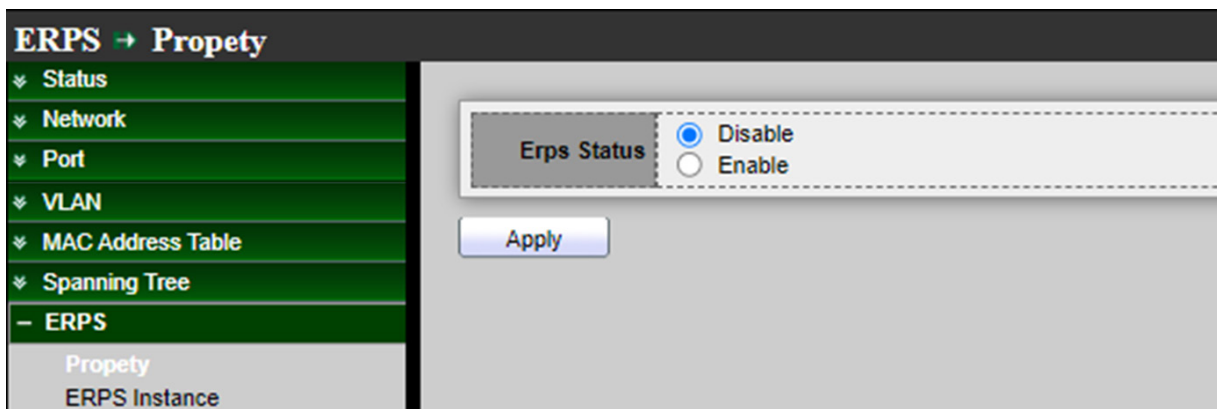 ERPS → Propety
Status
Network
Port
VLAN
MAC Address Table
Spanning Tree
ERPS
Propety
ERPS Instance
Erps Status
Disable
Enable
Apply